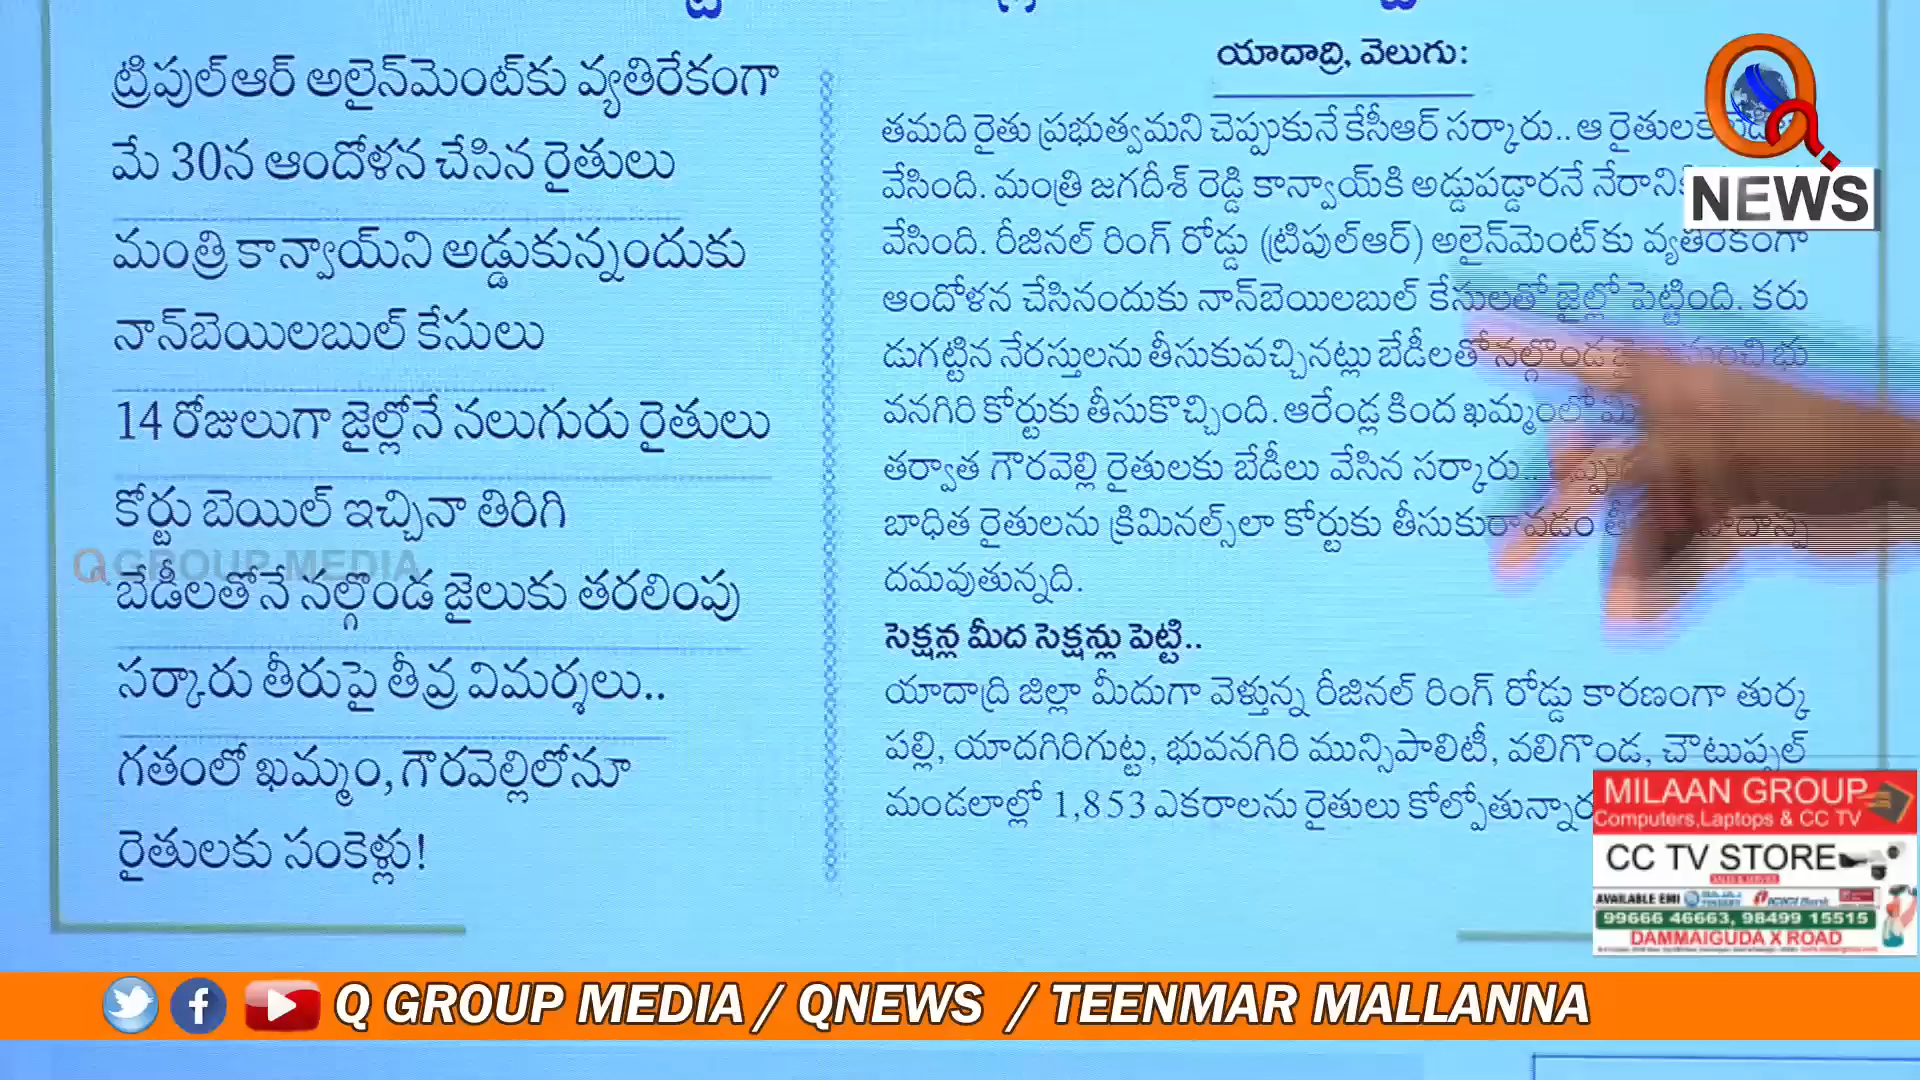 ట్రిపుల్ఆర్ అలైన్‌మెంట్‌కు వ్యతిరేకంగా
మే 30న ఆందోళన చేసిన రైతులు
మంత్రి కాన్వాయ్‌ని అడ్డుకున్నందుకు
నాన్‌బెయిలబుల్ కేసులు
14 రోజులుగా జైల్లోనే నలుగురు రైతులు
కోర్టు బెయిల్ ఇచ్చినా తిరిగి
బేడీలతోనే నల్గొండ జైలుకు తరలింపు
సర్కారు తీరుపై తీవ్ర విమర్శలు..
గతంలో ఖమ్మం, గౌరవెల్లిలోనూ
రైతులకు సంకెళ్లు!
Q GROUP MEDIA
యాదాద్రి, వెలుగు:
తమది రైతు ప్రభుత్వమని చెప్పుకునే కేసీఆర్ సర్కారు.. ఆ రైతులకే
వేసింది. మంత్రి జగదీశ్ రెడ్డి కాన్వాయ్‌కి అడ్డుపడ్డారనే
వేసింది. రీజినల్ రింగ్ రోడ్డు (ట్రిపుల్ఆర్) అలైన్‌మెంట్‌కు వ్యతిరేకంగా
ఆందోళన చేసినందుకు నాన్‌బెయిలబుల్ కేసులతో జైల్లో పెట్టింది. కరు
డుగట్టిన నేరస్తులను తీసుకువచ్చినట్లు బేడీలతో నల్గొండ జైలు నుంచి భు
వనగిరి కోర్టుకు తీసుకొచ్చింది. ఆరేండ్ల కింద ఖమ్మంలో
తర్వాత గౌరవెల్లి రైతులకు బేడీలు వేసిన సర్కారు..
బాధిత రైతులను క్రిమినల్స్‌లా కోర్టుకు తీసుకురావడం
దమవుతున్నది.
సెక్షన్ల మీద సెక్షన్లు పెట్టి..
యాదాద్రి జిల్లా మీదుగా వెళ్తున్న రీజినల్ రింగ్ రోడ్డు కారణంగా తుర్క
పల్లి, యాదగిరిగుట్ట, భువనగిరి మున్సిపాలిటీ, వలిగొండ, చౌటుప్పల్
మండలాల్లో 1,853 ఎకరాలను రైతులు
Q
NEWS
MILAAN GROUP
Computers,Laptops & CC TV
CC TV STORE
SALES & SERVICE
AVAILABLE EMI
99666 46663, 98499 15515
DAMMAIGUDA X ROAD
Q GROUP MEDIA / QNEWS / TEENMAR MALLANNA